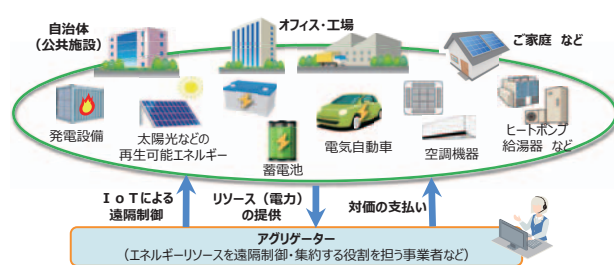 自治体
（公共施設）
オフィス・工場
ご家庭 など
発電設備
太陽光などの
再生可能エネルギー
蓄電池
電気自動車
空調機器
ヒートポンプ
給湯器 など
ＩｏＴによる
遠隔制御
リソース（電力）
の提供
対価の支払い
アグリゲーター
（エネルギーリソースを遠隔制御・集約する役割を担う事業者など）